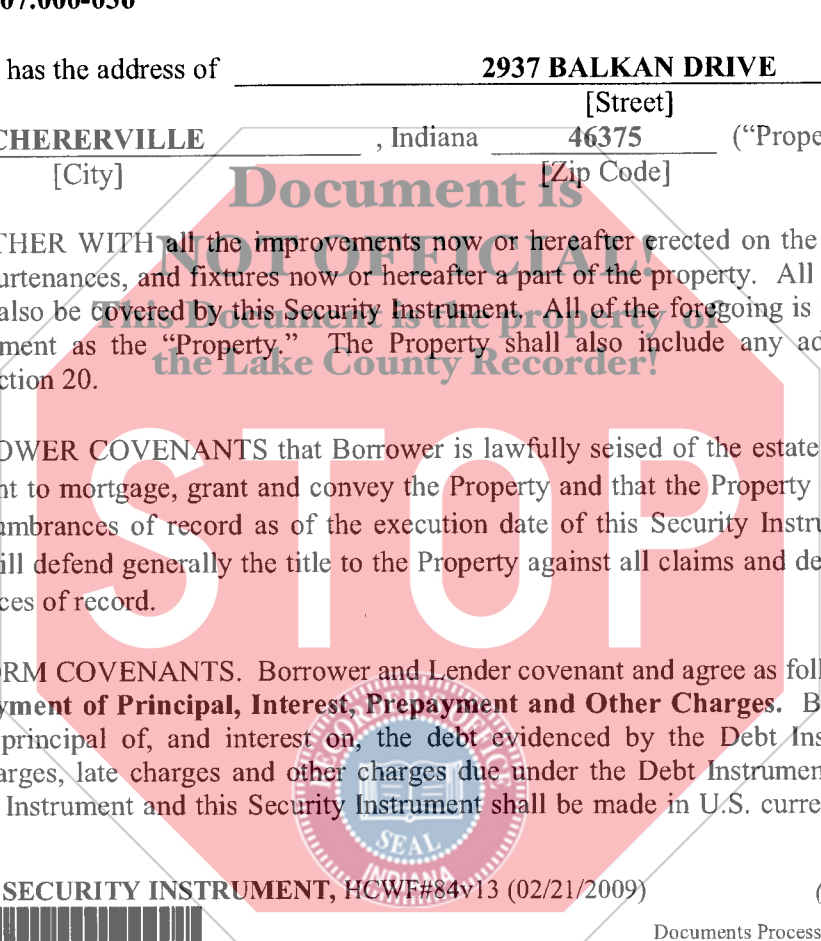 07.000-036
has the address of 2937 BALKAN DRIVE
[Street]
CHERERVILLE , Indiana 46375 (“Prope
[City] [Zip Code]
Document is
THER WITH all the improvements now or hereafter erected on the
NOT OFFICIAL!
urtenances, and fixtures now or hereafter a part of the property. All
also be covered by this Security Instrument. All of the foregoing is
This Document is the property of
ment as the “Property.” The Property shall also include any ad
the Lake County Recorder!
ction 20.
OWER COVENANTS that Borrower is lawfully seised of the estate
ht to mortgage, grant and convey the Property and that the Property
umbrances of record as of the execution date of this Security Instru
ill defend generally the title to the Property against all claims and de
ces of record.
STOP
ORM COVENANTS. Borrower and Lender covenant and agree as foll
yment of Principal, Interest, Prepayment and Other Charges. B
principal of, and interest on, the debt evidenced by the Debt Ins
arges, late charges and other charges due under the Debt Instrumen
Instrument and this Security Instrument shall be made in U.S. curre
RECORDER'S OFFICE
SEAL
INDIANA
SECURITY INSTRUMENT, HCWF#84v13 (02/21/2009) (
Documents Process